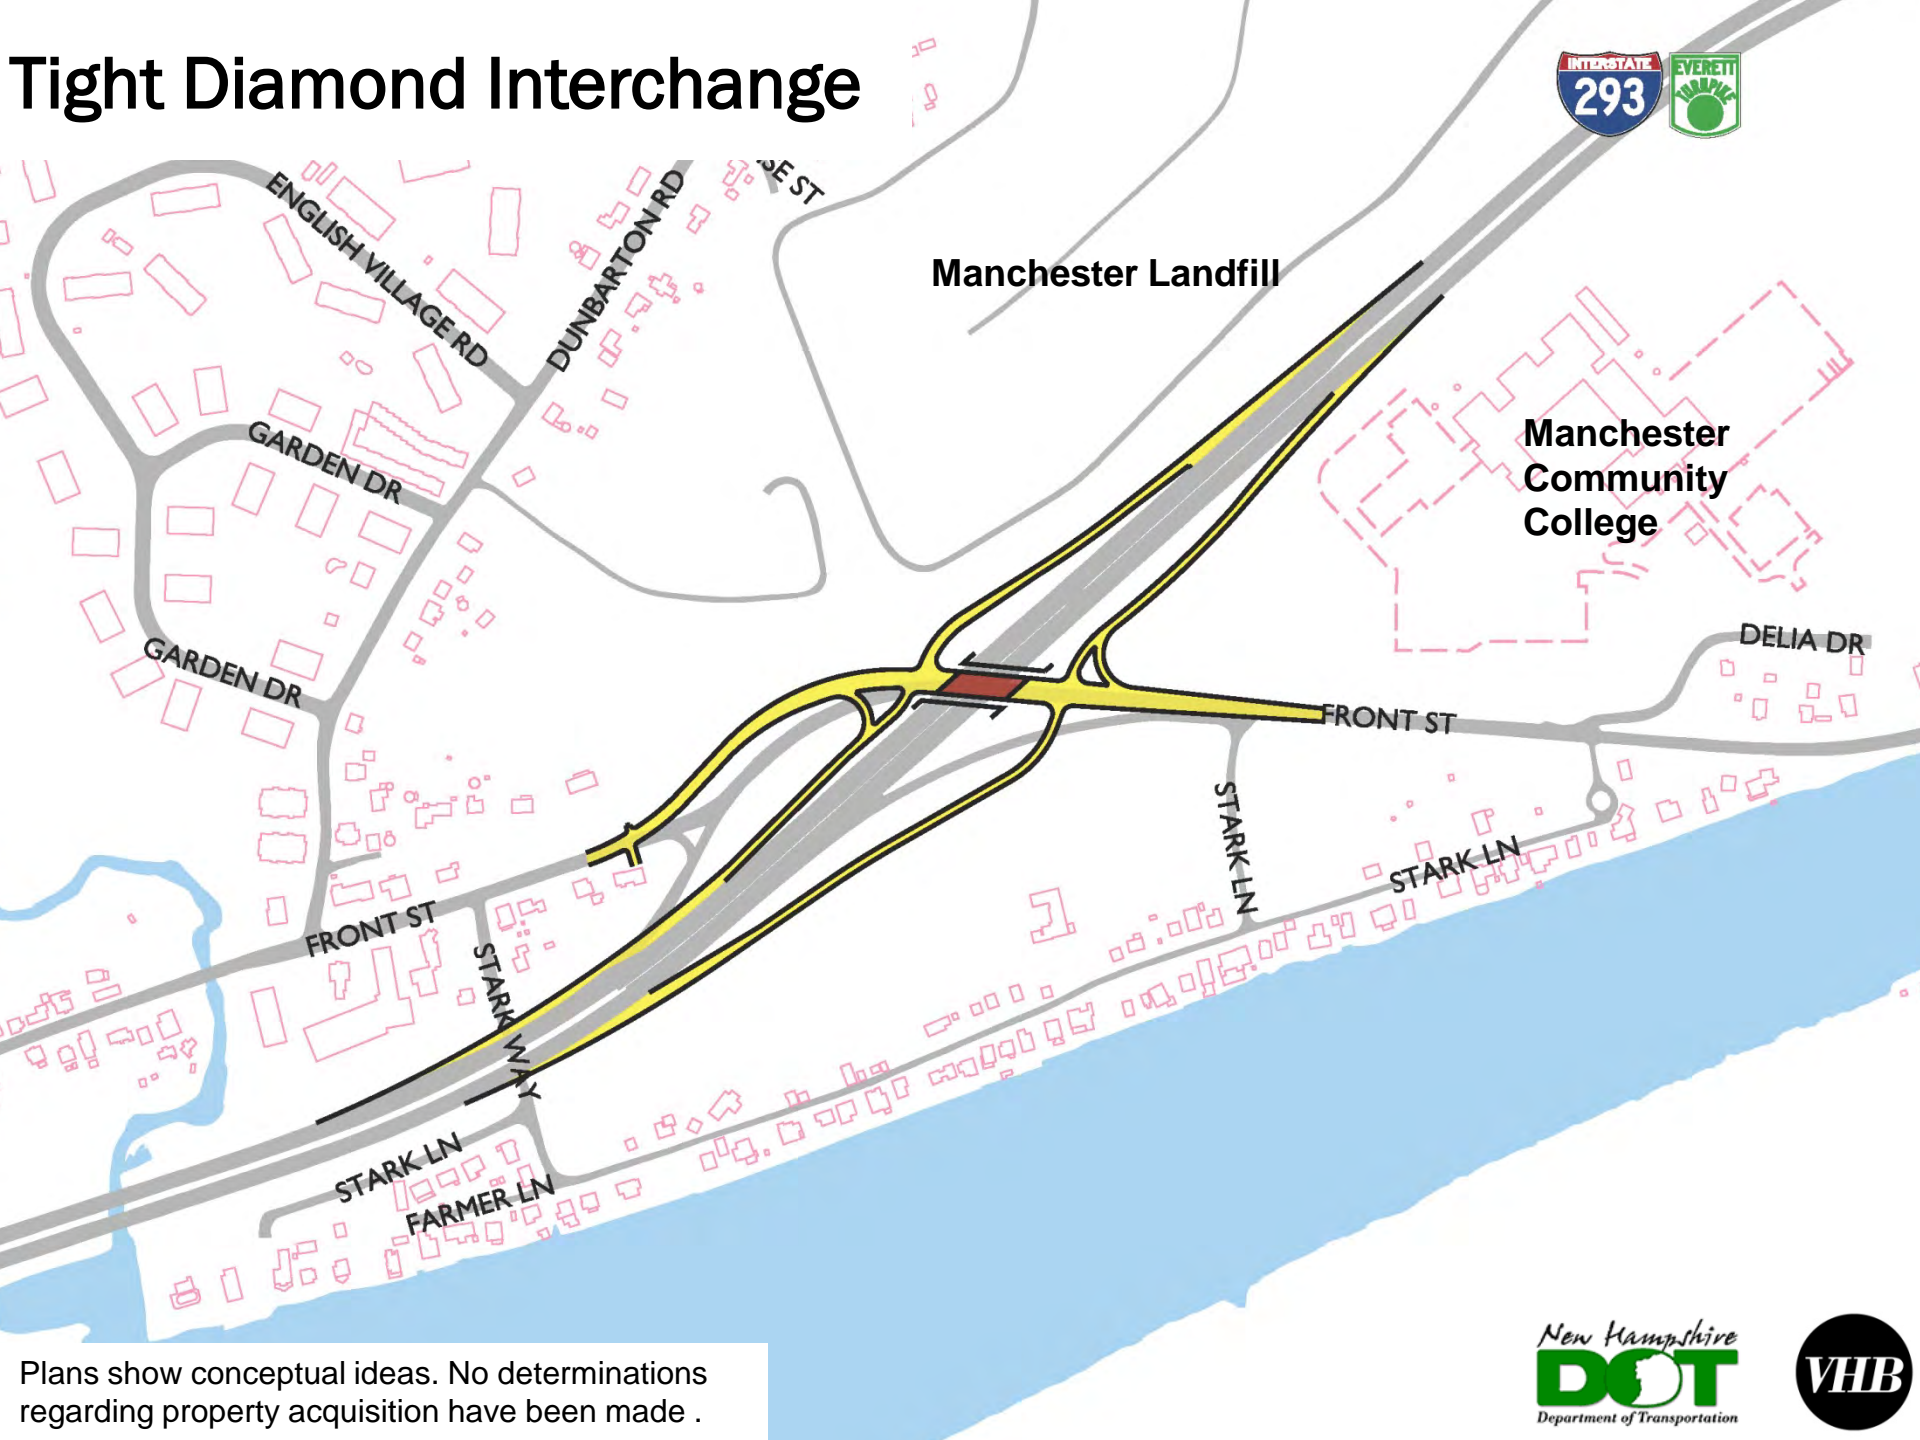 Tight Diamond Interchange
INTERSTATE
293
EVERETT
TURNPIKE
SE ST
ENGLISH VILLAGE RD
DUNBARTON RD
Manchester Landfill
GARDEN DR
Manchester
Community
College
GARDEN DR
DELIA DR
FRONT ST
STARK LN
STARK LN
FRONT ST
STARK WAY
STARK LN
FARMER LN
Plans show conceptual ideas. No determinations
regarding property acquisition have been made .
New Hampshire
DOT
Department of Transportation
VHB